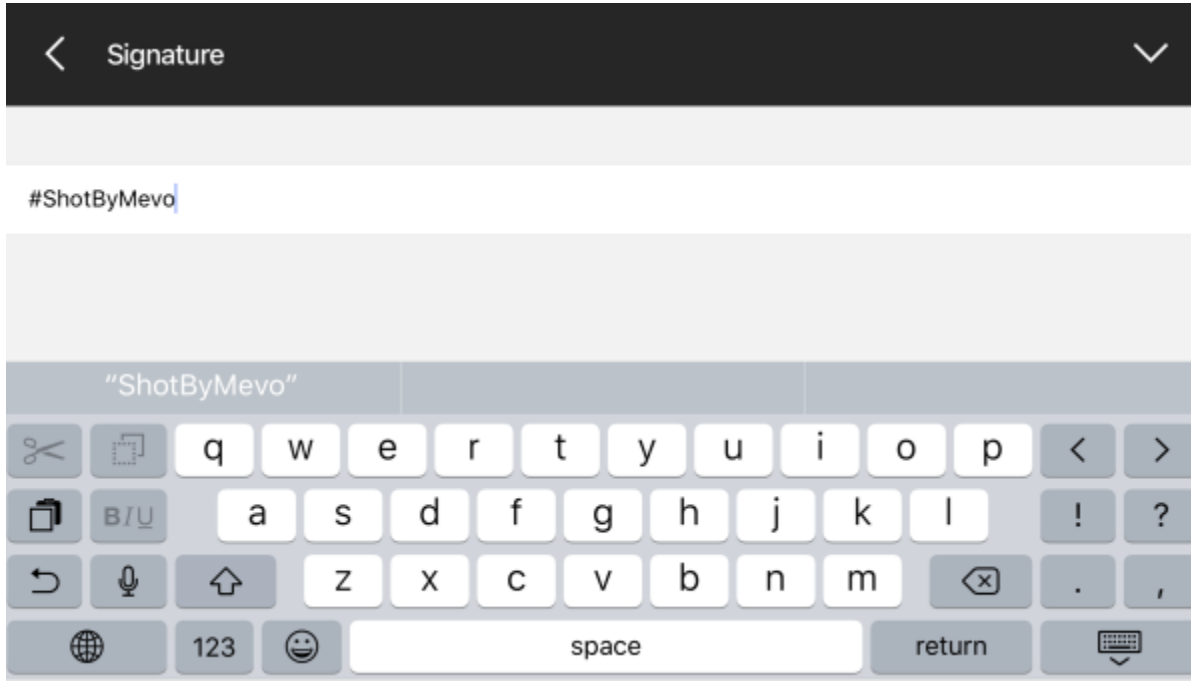 Signature
#ShotByMevo
“ShotByMevo”
q w e r t y u i o p < >
B I U a s d f g h j k l ! ?
z x c v b n m . ,
123 space return